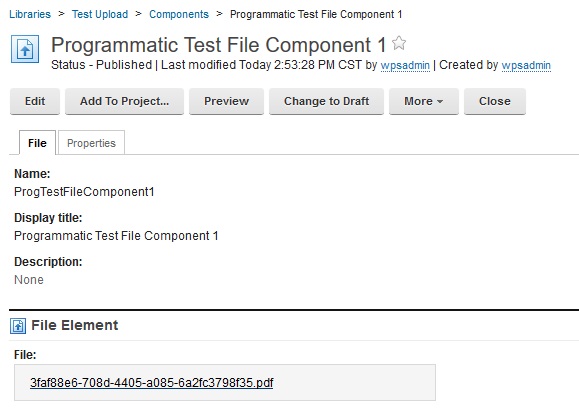 Libraries > Test Upload > Components > Programmatic Test File Component 1
Programmatic Test File Component 1
Status - Published | Last modified Today 2:53:28 PM CST by wpsadmin | Created by wpsadmin
Edit Add To Project... Preview Change to Draft More Close
File Properties
Name:
ProgTestFileComponent1
Display title:
Programmatic Test File Component 1
Description:
None
File Element
File:
3faf88e6-708d-4405-a085-6a2fc3798f35.pdf